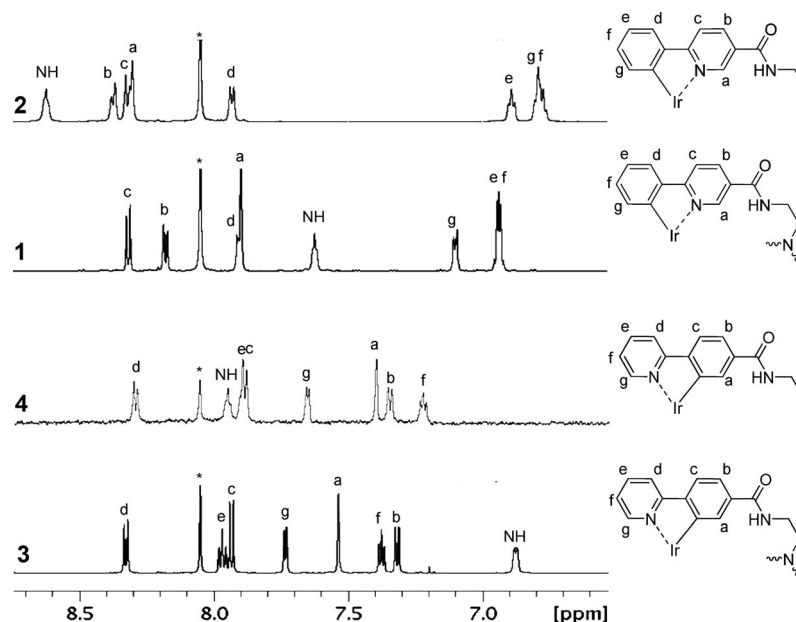 2
NH b c a * d e g f
e d c b O
f g N a HN
Ir
1
c b * d a NH g e f
e d c b O
f g N a HN
Ir N
4
d * NH e c g a b f
e d c b O
f g N a HN
Ir
3
d * e c g a f b NH
e d c b O
f g N a HN
Ir N
8.5 8.0 7.5 7.0 [ppm]